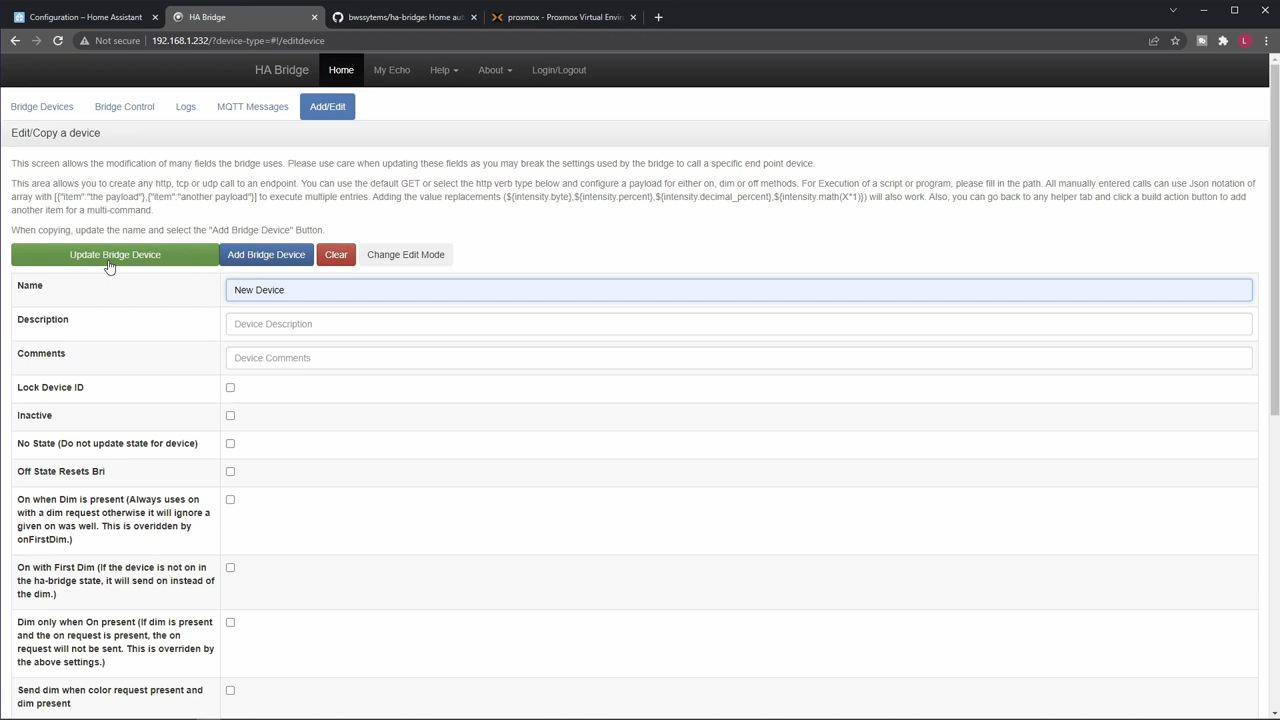 Configuration – Home Assistant
HA Bridge
bwssytems/ha-bridge: Home aut
proxmox - Proxmox Virtual Enviro
Not secure
192.168.1.232/?device-type=#!/editdevice
L
HA Bridge
Home
My Echo
Help
About
Login/Logout
Bridge Devices
Bridge Control
Logs
MQTT Messages
Add/Edit
Edit/Copy a device
This screen allows the modification of many fields the bridge uses. Please use care when updating these fields as you may break the settings used by the bridge to call a specific end point device.
This area allows you to create any http, tcp or udp call to an endpoint. You can use the default GET or select the http verb type below and configure a payload for either on, dim or off methods. For Execution of a script or program, please fill in the path. All manually entered calls can use Json notation of
array with [{"item":"the payload"},{"item":"another payload"}] to execute multiple entries. Adding the value replacements (${intensity.byte},${intensity.percent},${intensity.decimal_percent},${intensity.math(X*1)}) will also work. Also, you can go back to any helper tab and click a build action button to add
another item for a multi-command.
When copying, update the name and select the "Add Bridge Device" Button.
Update Bridge Device
Add Bridge Device
Clear
Change Edit Mode
Name
New Device
Description
Device Description
Comments
Device Comments
Lock Device ID
Inactive
No State (Do not update state for device)
Off State Resets Bri
On when Dim is present (Always uses on
with a dim request otherwise it will ignore a
given on was well. This is overidden by
onFirstDim.)
On with First Dim (If the device is not on in
the ha-bridge state, it will send on instead of
the dim.)
Dim only when On present (If dim is present
and the on request is present, the on
request will not be sent. This is overriden by
the above settings.)
Send dim when color request present and
dim present